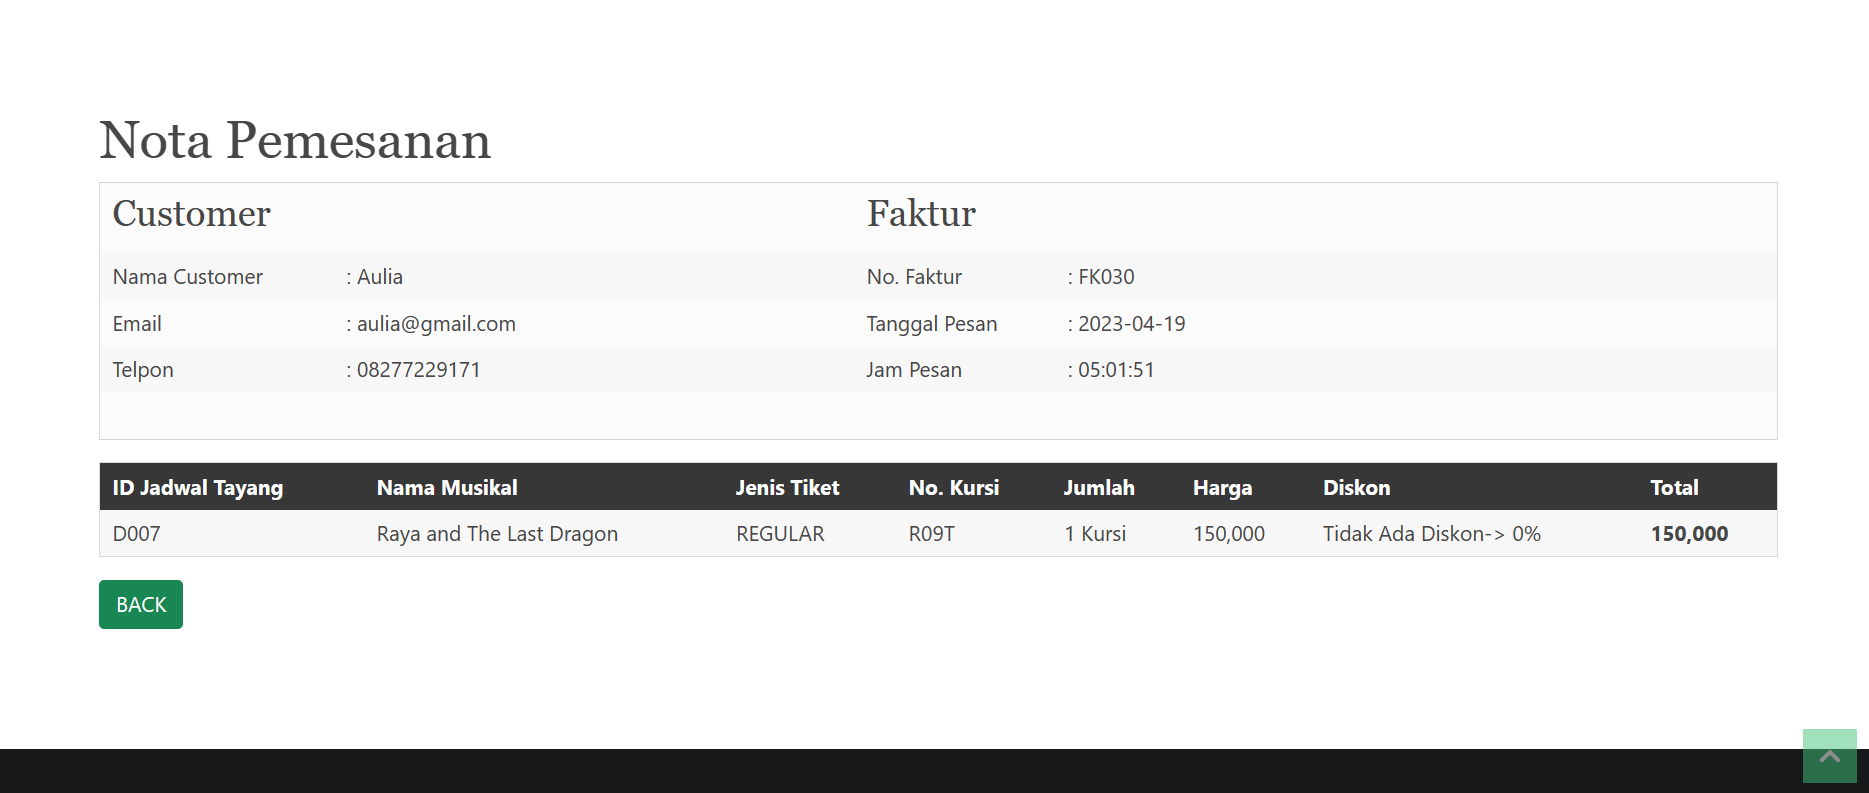 Nota Pemesanan
Customer Faktur
Nama Customer : Aulia No. Faktur : FK030
Email : aulia@gmail.com Tanggal Pesan : 2023-04-19
Telpon : 08277229171 Jam Pesan : 05:01:51
ID Jadwal Tayang Nama Musikal Jenis Tiket No. Kursi Jumlah Harga Diskon Total
D007 Raya and The Last Dragon REGULAR R09T 1 Kursi 150,000 Tidak Ada Diskon-> 0% 150,000
BACK